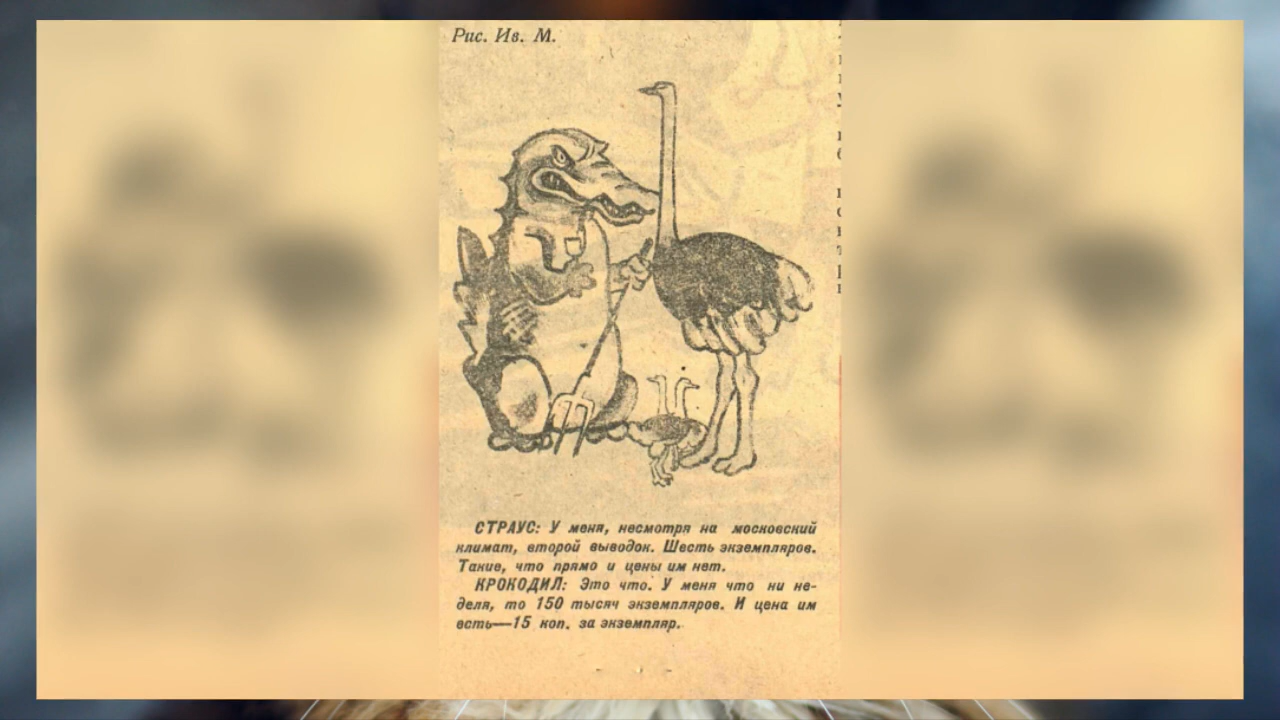 Рис. Ив. М.
СТРАУС: У меня, несмотря на московский
климат, второй выводок. Шесть экземпляров.
Такие, что прямо и цены им нет.
КРОКОДИЛ: Это что. У меня что ни не-
деля, то 150 тысяч экземпляров. И цена им
есть—15 коп. за экземпляр.